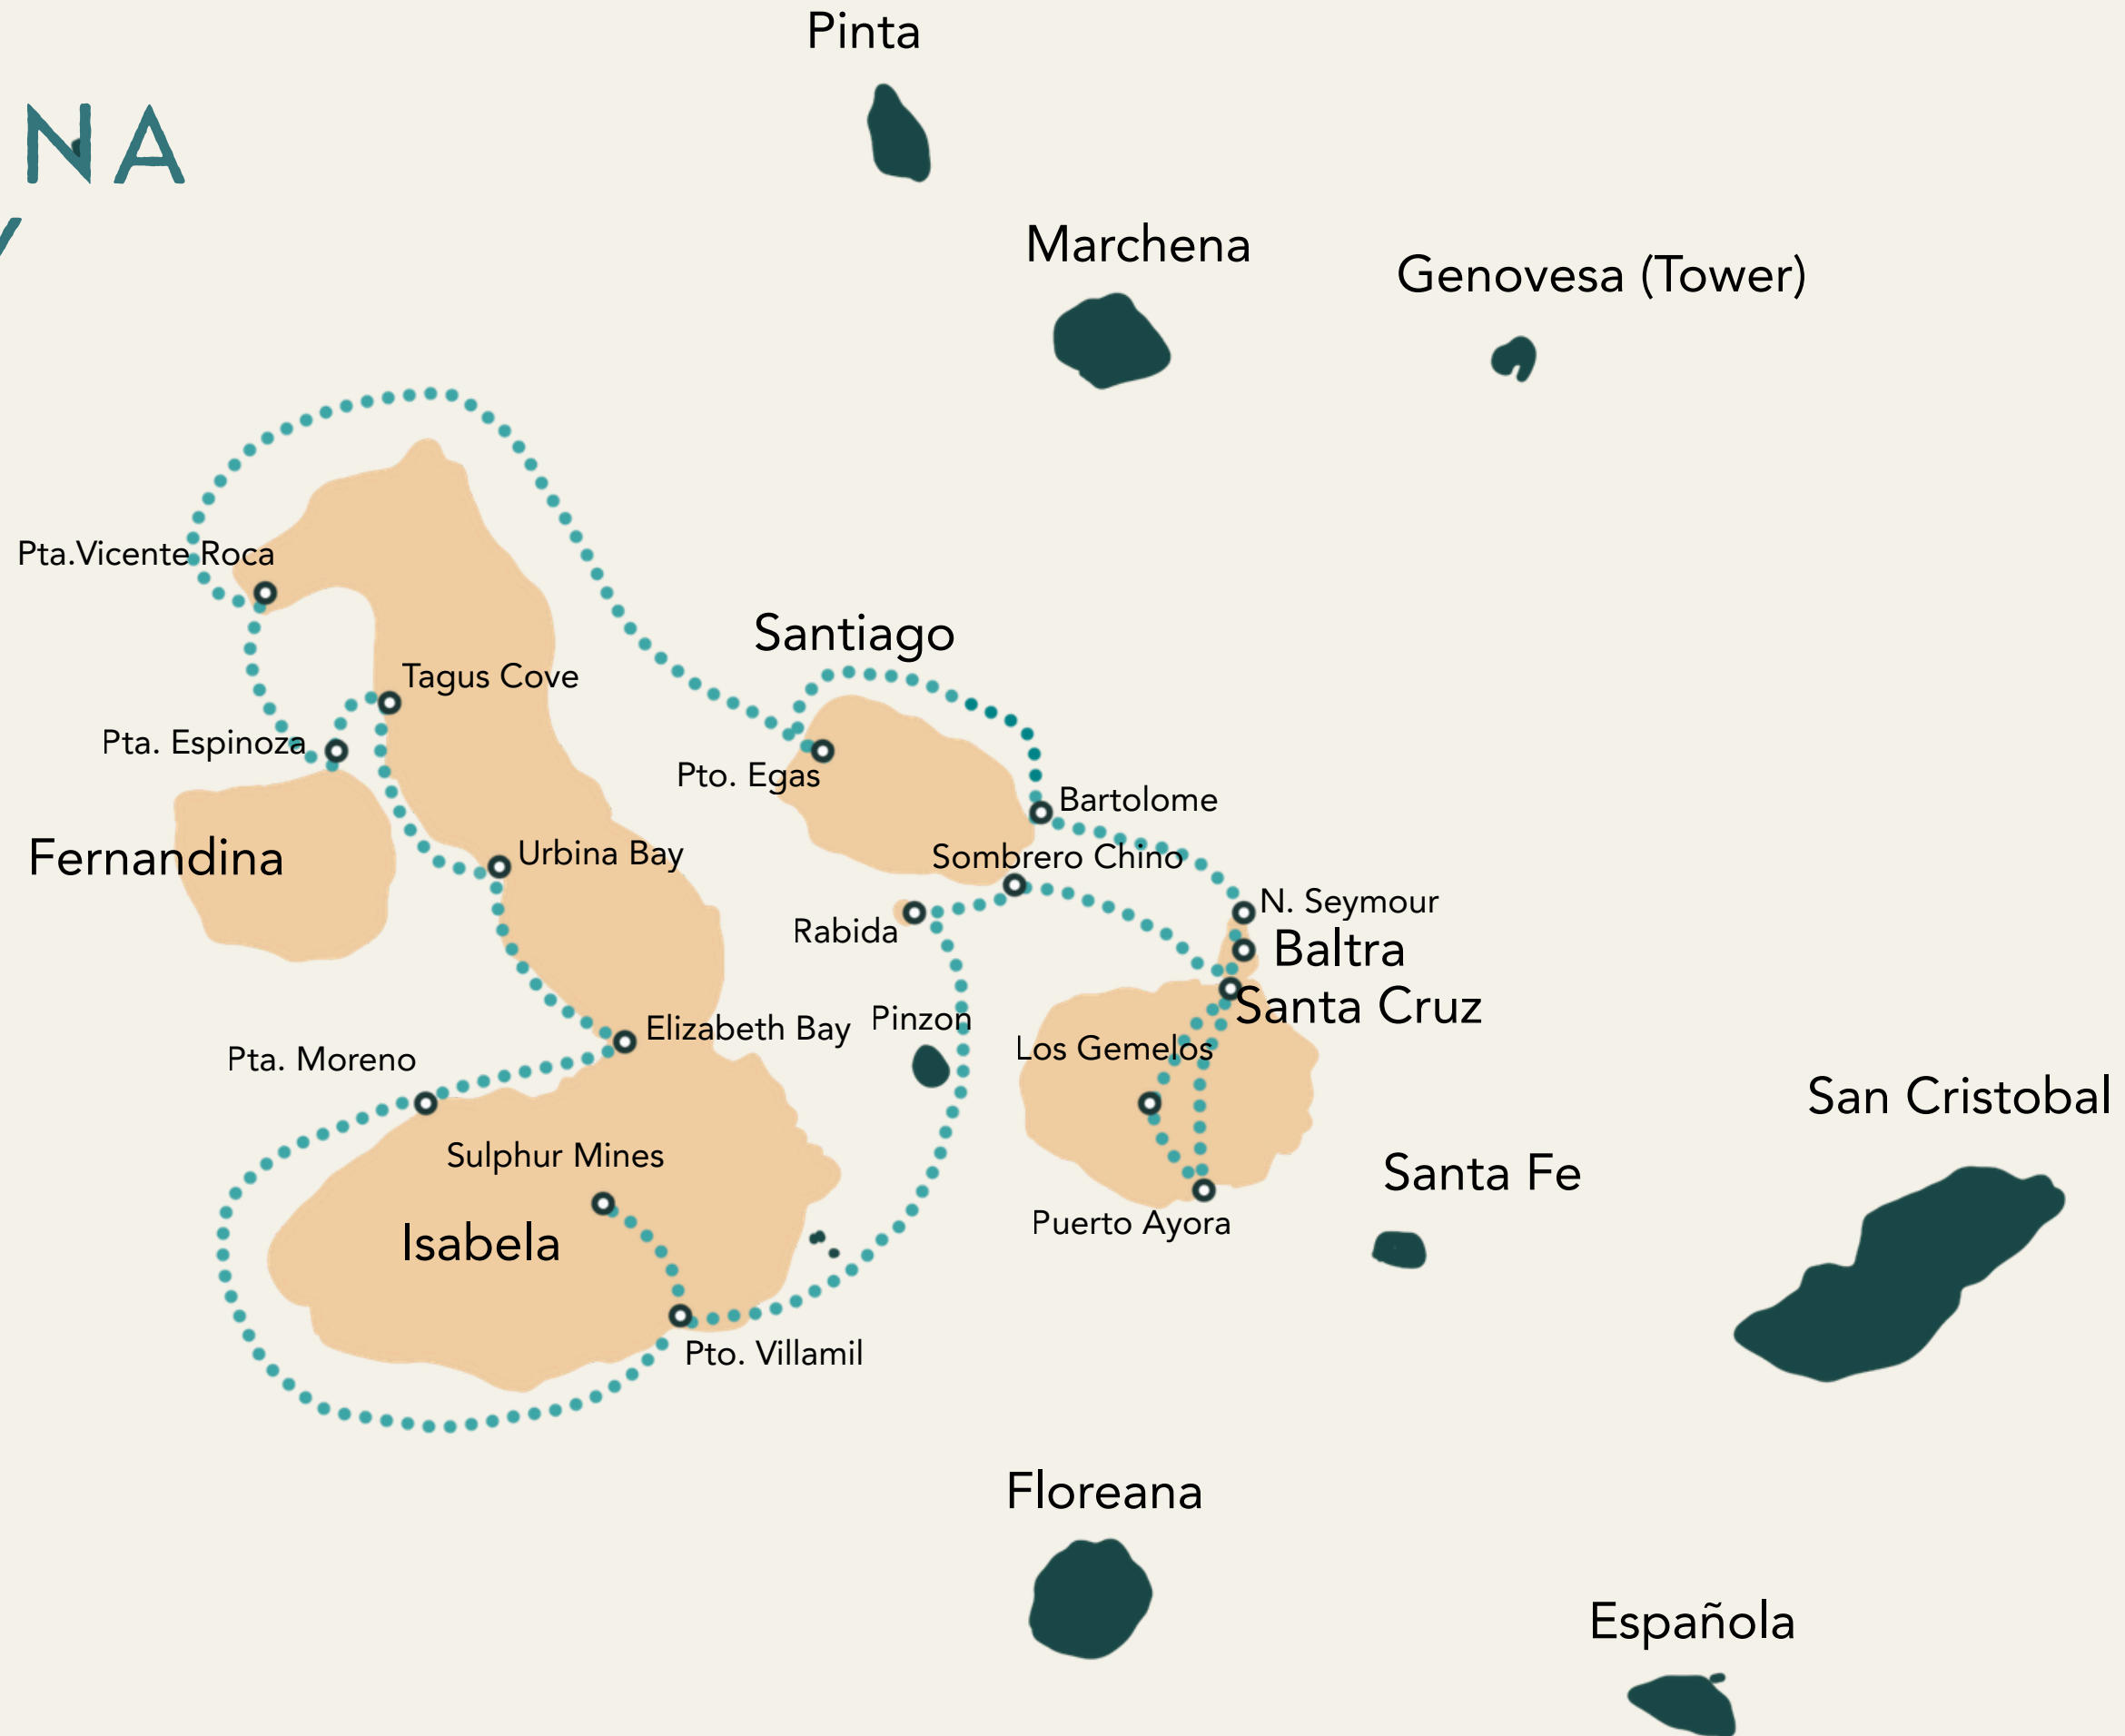 Pinta
NA
Marchena
Genovesa (Tower)
Pta.Vicente Roca
Santiago
Tagus Cove
Pta. Espinoza
Pto. Egas
Bartolome
Urbina Bay
Sombrero Chino
Fernandina
N. Seymour
Rabida
Baltra
Santa Cruz
Pinzon
Elizabeth Bay
Los Gemelos
Pta. Moreno
San Cristobal
Sulphur Mines
Santa Fe
Puerto Ayora
Isabela
Pto. Villamil
Floreana
Española